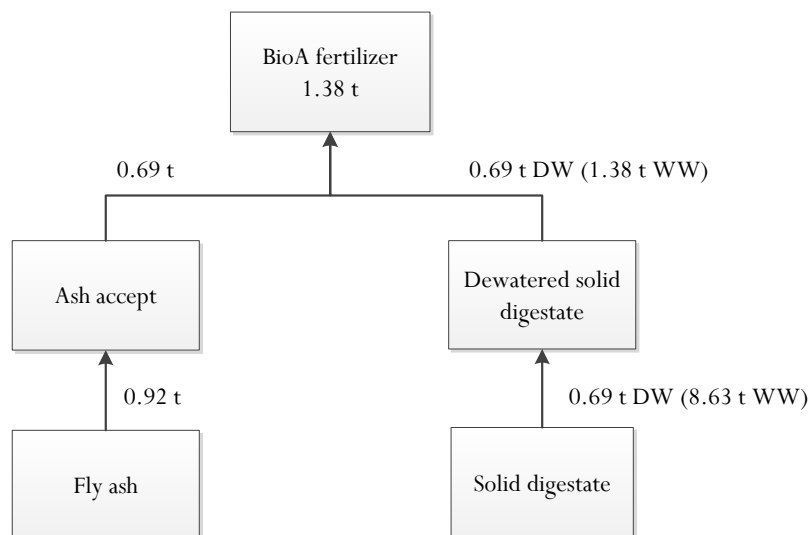 BioA fertilizer
1.38 t
0.69 t
0.69 t DW (1.38 t WW)
Ash accept
Dewatered solid
digestate
0.92 t
0.69 t DW (8.63 t WW)
Fly ash
Solid digestate